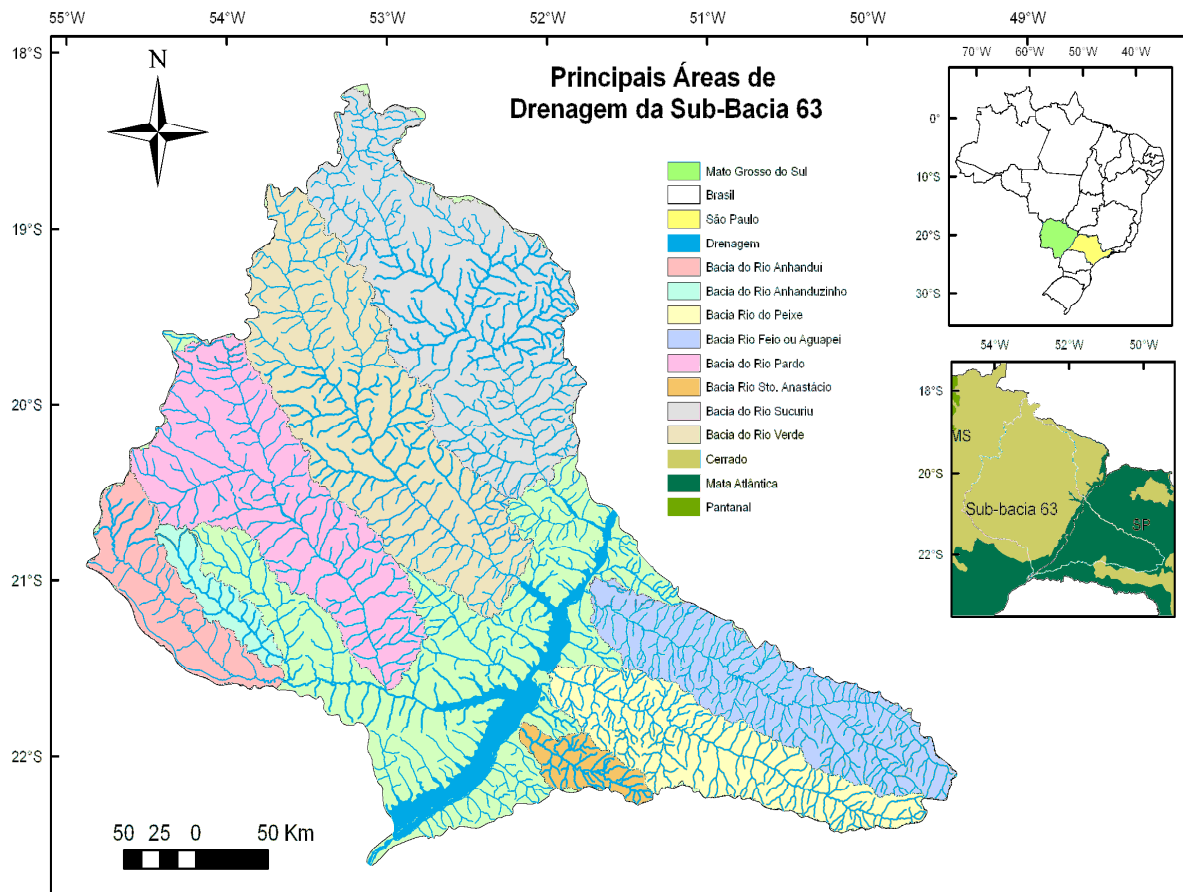 55°W 54°W 53°W 52°W 51°W 50°W 49°W
18°S
19°S
20°S
21°S
22°S
N
Principais Áreas de
Drenagem da Sub-Bacia 63
Mato Grosso do Sul
Brasil
São Paulo
Drenagem
Bacia do Rio Anhanduí
Bacia do Rio Anhanduzinho
Bacia Rio do Peixe
Bacia Rio Feio ou Aguapei
Bacia do Rio Pardo
Bacia Rio Sto. Anastácio
Bacia do Rio Sucuriu
Bacia do Rio Verde
Cerrado
Mata Atlântica
Pantanal
50 25 0 50 Km
70°W 60°W 50°W 40°W
0°
10°S
20°S
30°S
54°W 52°W 50°W
18°S
20°S
22°S
MS
Sub-bacia 63
SP